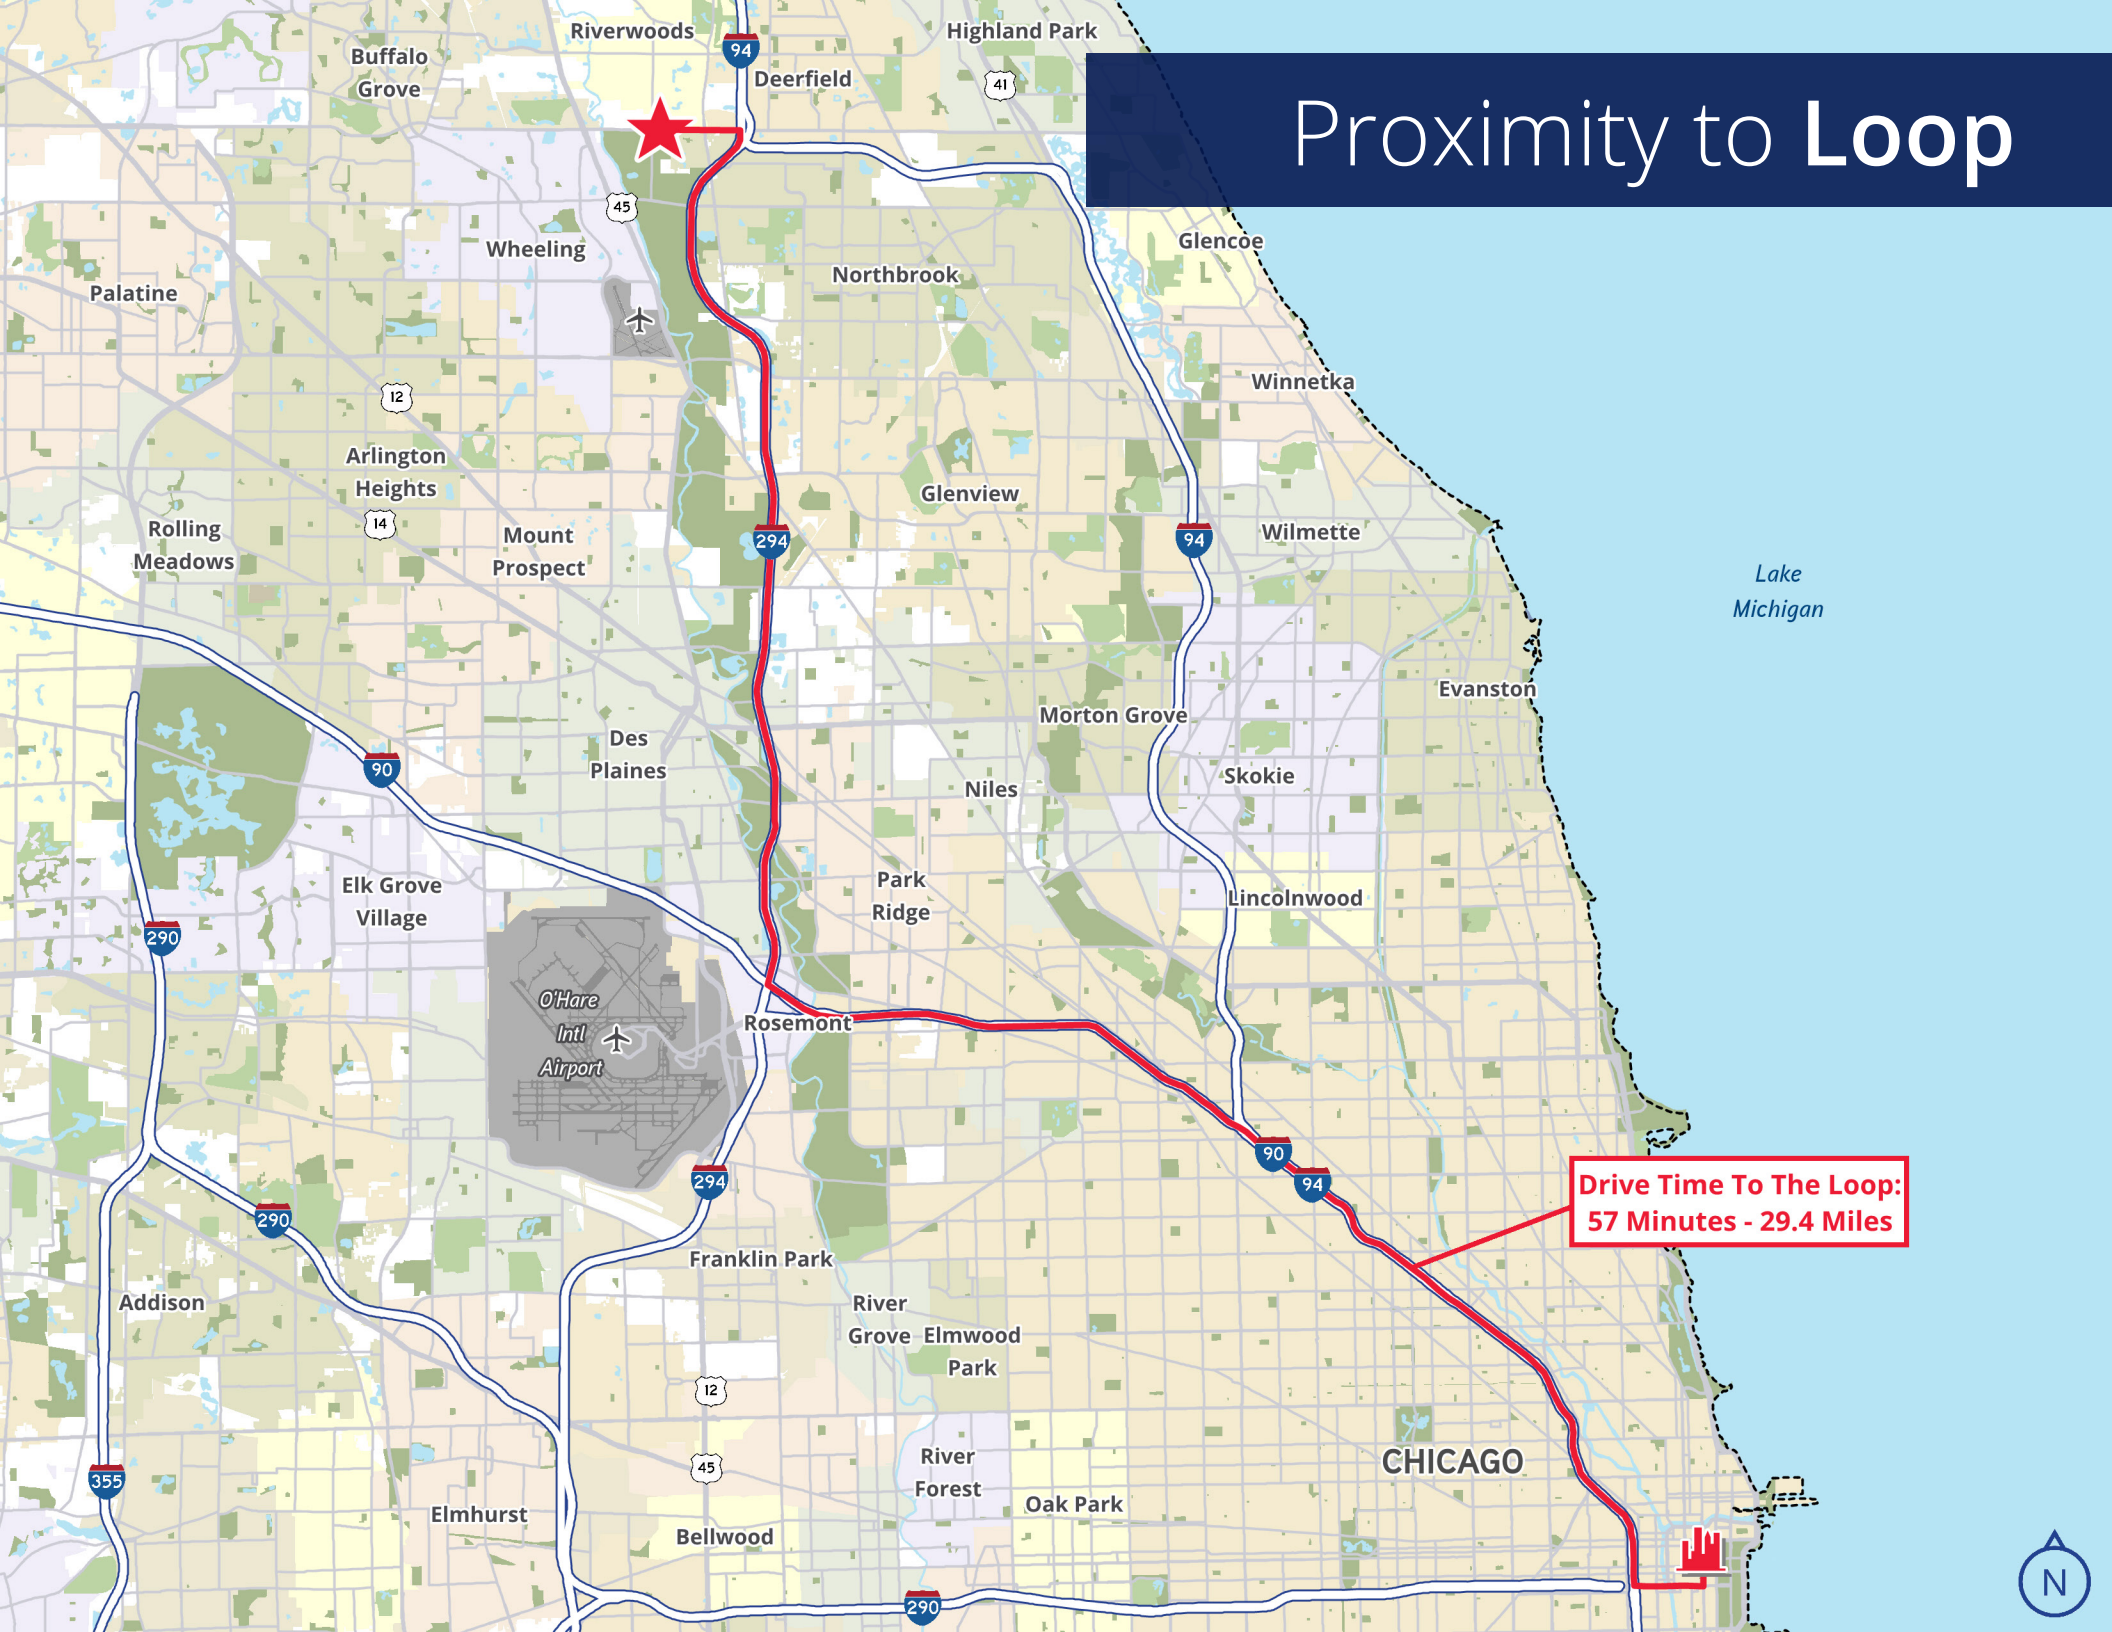 Riverwoods
94
Highland Park
Buffalo
Grove
Deerfield
41
Proximity to Loop
45
Wheeling
Glencoe
Northbrook
Palatine
Winnetka
12
Arlington
Heights
Glenview
14
Rolling
Meadows
Mount
Prospect
294
94
Wilmette
Lake
Michigan
Evanston
Morton Grove
Des
Plaines
90
Skokie
Niles
Elk Grove
Village
Park
Ridge
Lincolnwood
290
O'Hare
Intl
Airport
Rosemont
90
94
294
Drive Time To The Loop:
57 Minutes - 29.4 Miles
290
Franklin Park
Addison
River
Grove
Elmwood
Park
12
CHICAGO
45
River
Forest
355
Oak Park
Elmhurst
Bellwood
290
N